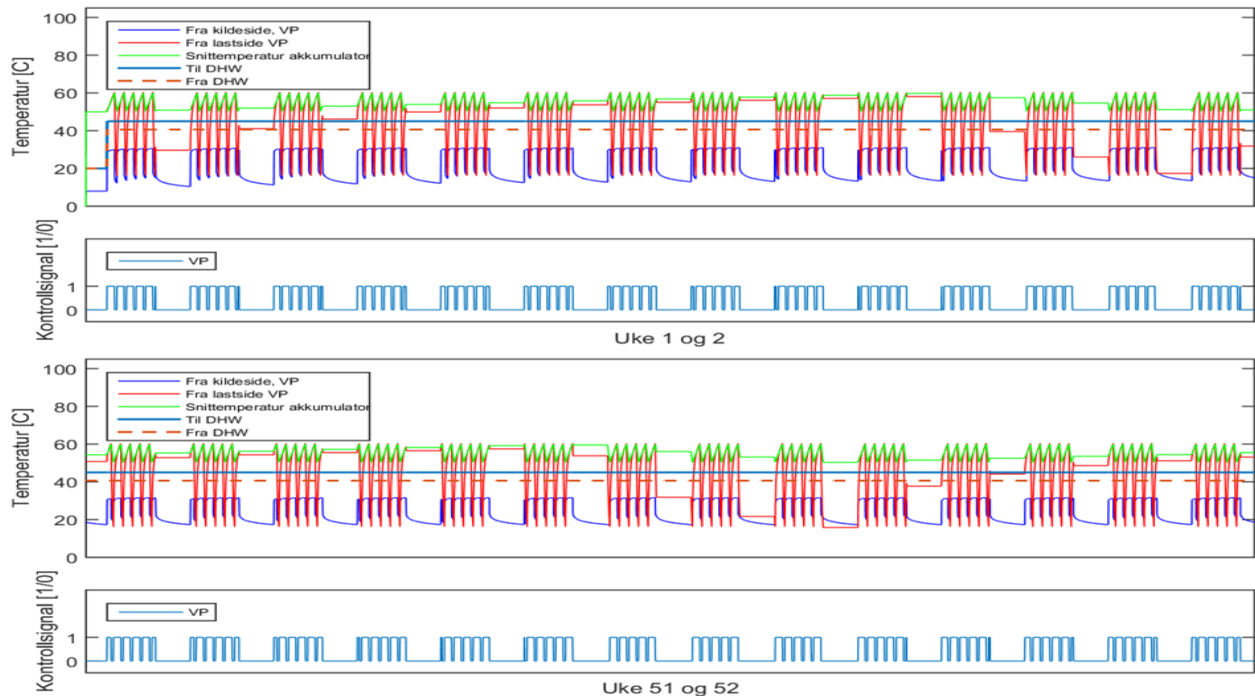 Temperatur [C]
100
80
60
40
20
0
Fra kildeside, VP
Fra lastside VP
Snittemperatur akkumulator
Til DHW
Fra DHW
Kontrollsignal [1/0]
1
0
VP
Uke 1 og 2
Temperatur [C]
100
80
60
40
20
0
Fra kildeside, VP
Fra lastside VP
Snittemperatur akkumulator
Til DHW
Fra DHW
Kontrollsignal [1/0]
1
0
VP
Uke 51 og 52